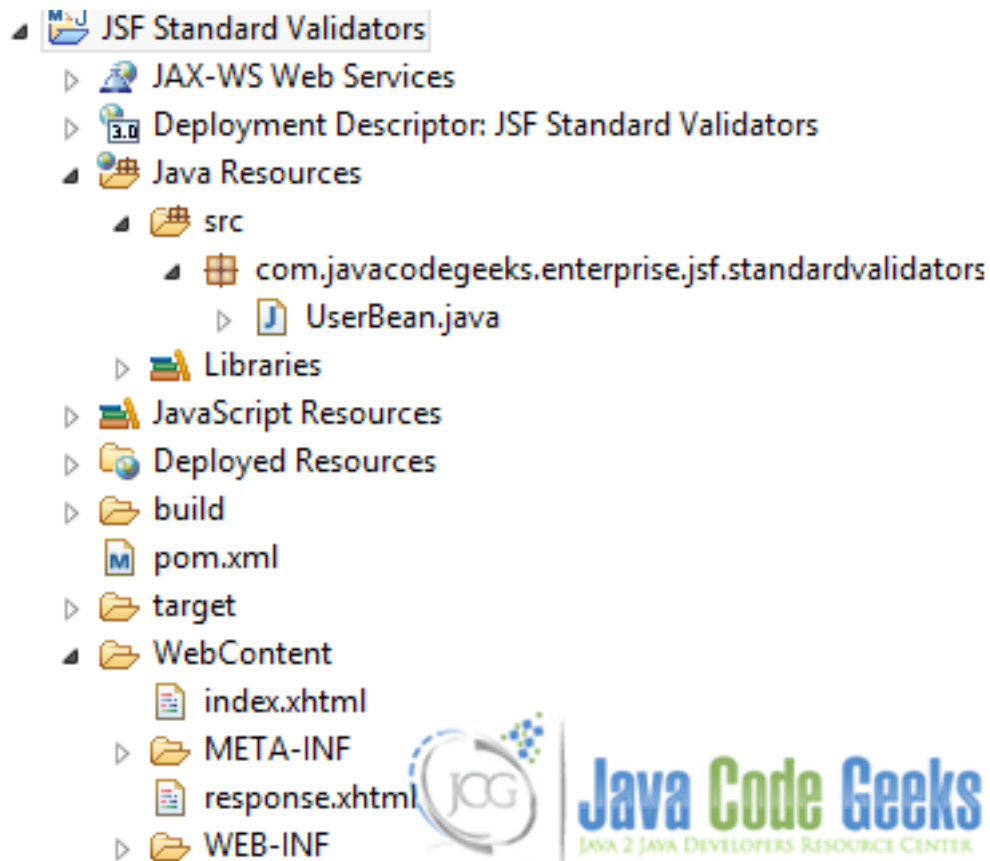 JSF Standard Validators
JAX-WS Web Services
3.0 Deployment Descriptor: JSF Standard Validators
Java Resources
src
com.javacodegeeks.enterprise.jsf.standardvalidators
J UserBean.java
Libraries
JavaScript Resources
Deployed Resources
build
M pom.xml
target
WebContent
index.xhtml
META-INF
response.xhtml
WEB-INF
JCG
Java Code Geeks
JAVA 2 JAVA DEVELOPERS RESOURCE CENTER